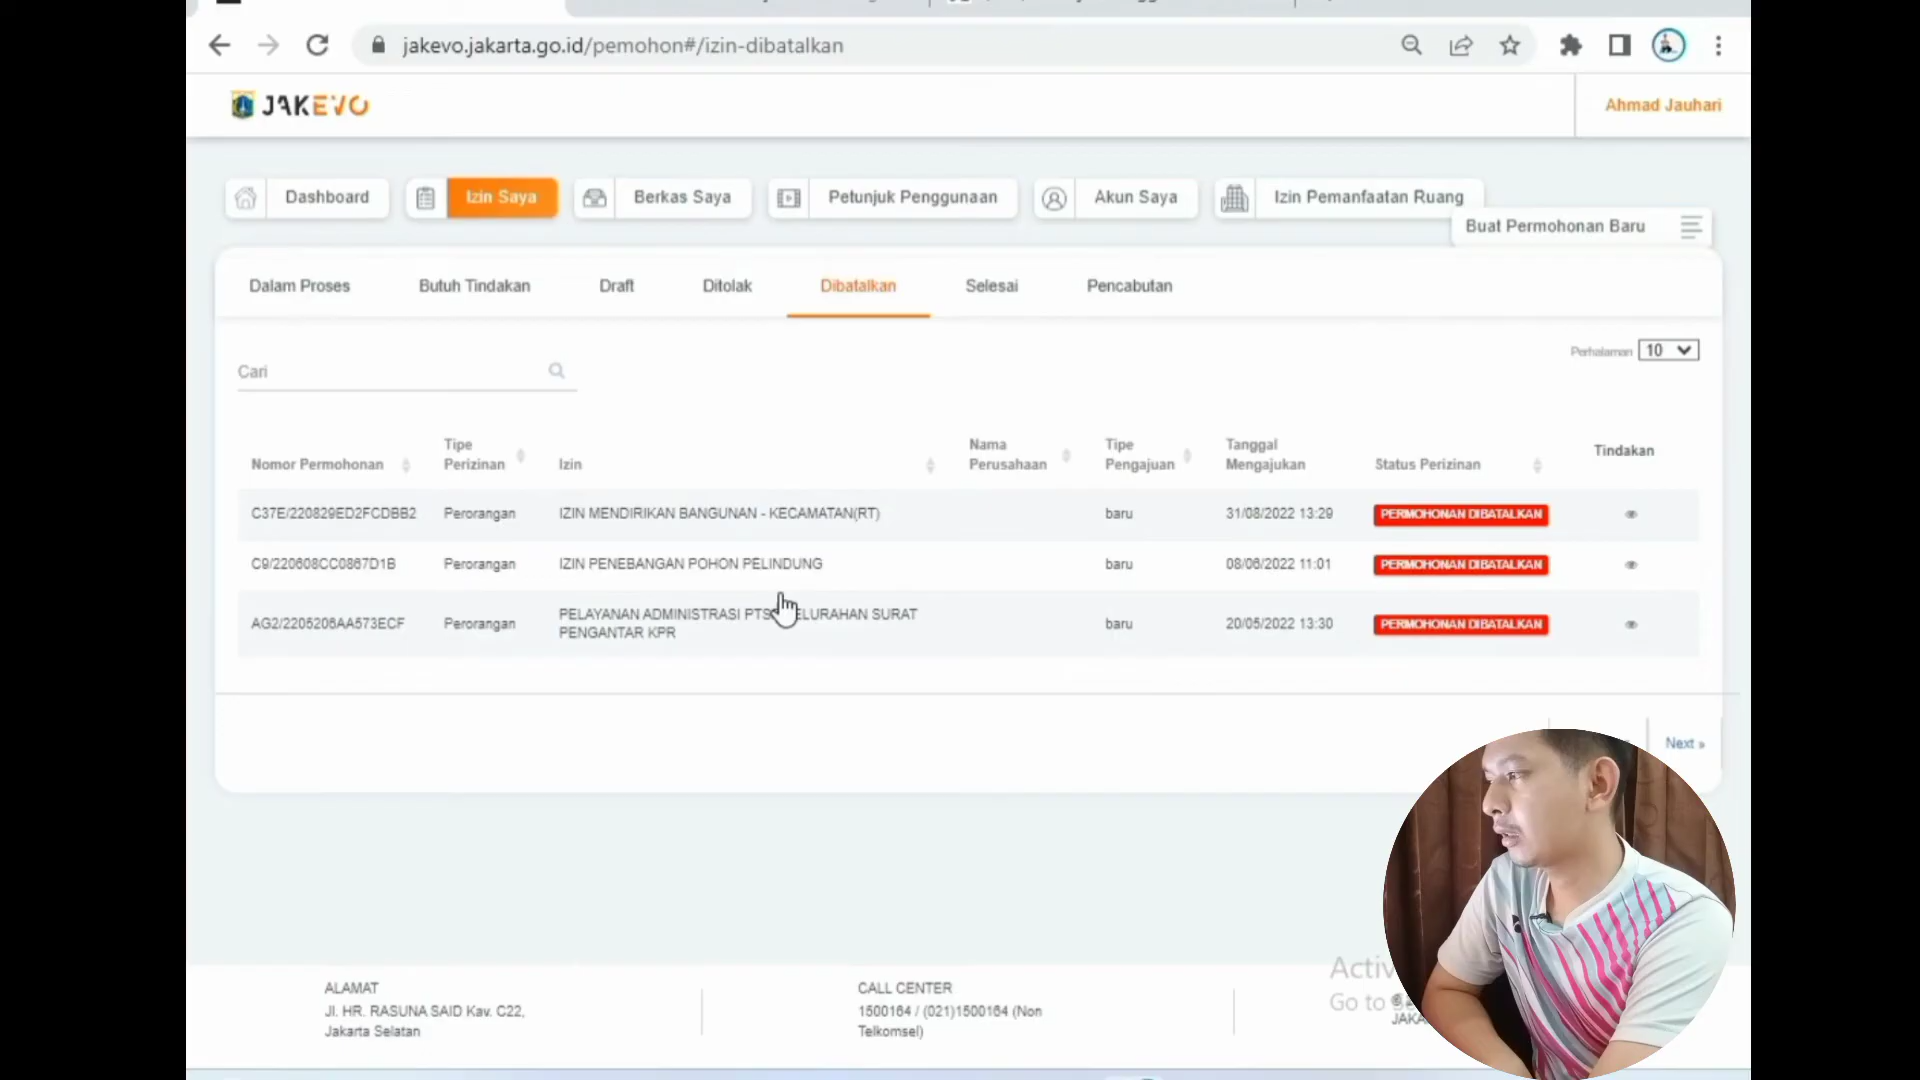 jakevo.jakarta.go.id/pemohon#/izin-dibatalkan
JAKEVO
Ahmad Jauhari
Dashboard
Izin Saya
Berkas Saya
Petunjuk Penggunaan
Akun Saya
Izin Pemanfaatan Ruang
Buat Permohonan Baru
Dalam Proses
Butuh Tindakan
Draft
Ditolak
Dibatalkan
Selesai
Pencabutan
Perhalaman 10
Cari
Nomor Permohonan
Tipe
Perizinan
Izin
Nama
Perusahaan
Tipe
Pengajuan
Tanggal
Mengajukan
Status Perizinan
Tindakan
C37E/220829ED2FCDBB2 Perorangan IZIN MENDIRIKAN BANGUNAN - KECAMATAN(RT) baru 31/08/2022 13:29 PERMOHONAN DIBATALKAN
C9/220608CC0867D1B Perorangan IZIN PENEBANGAN POHON PELINDUNG baru 08/06/2022 11:01 PERMOHONAN DIBATALKAN
AG2/2205206AA573ECF Perorangan PELAYANAN ADMINISTRASI SURAT
PENGANTAR KPR baru 20/05/2022 13:30 PERMOHONAN DIBATALKAN
Next »
ALAMAT
Jl. HR. RASUNA SAID Kav. C22,
Jakarta Selatan
CALL CENTER
1500164 / (021)1500164 (Non
Telkomsel)
Go to